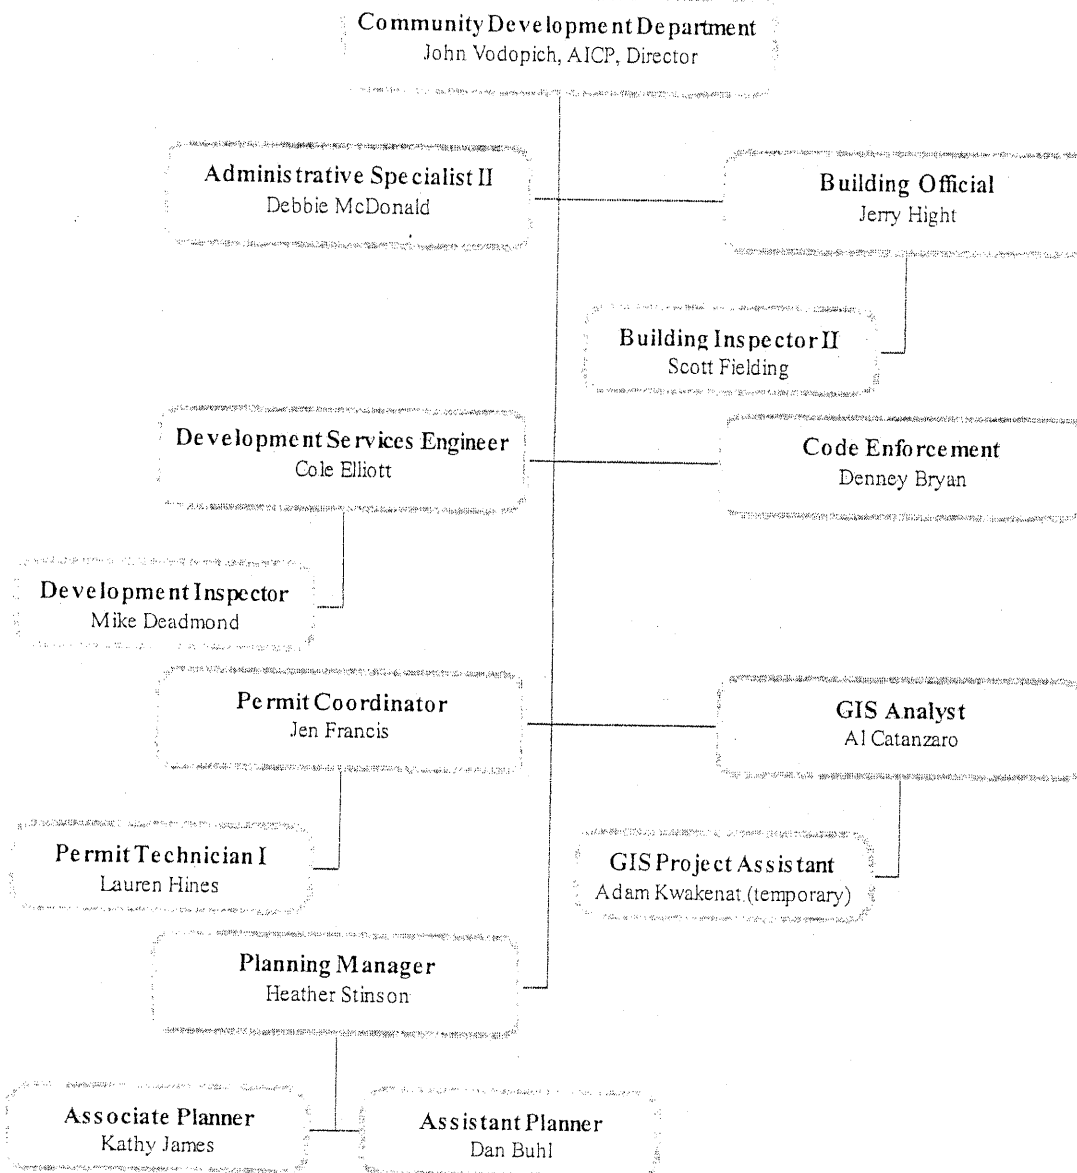 Community Development Department
John Vodopich, AICP, Director
Administrative Specialist II
Debbie McDonald
Building Official
Jerry Hight
Building Inspector II
Scott Fielding
Development Services Engineer
Cole Elliott
Code Enforcement
Denney Bryan
Development Inspector
Mike Deadmond
Permit Coordinator
Jen Francis
GIS Analyst
Al Catanzaro
Permit Technician I
Lauren Hines
GIS Project Assistant
Adam Kwakenat (temporary)
Planning Manager
Heather Stinson
Associate Planner
Kathy James
Assistant Planner
Dan Buhl